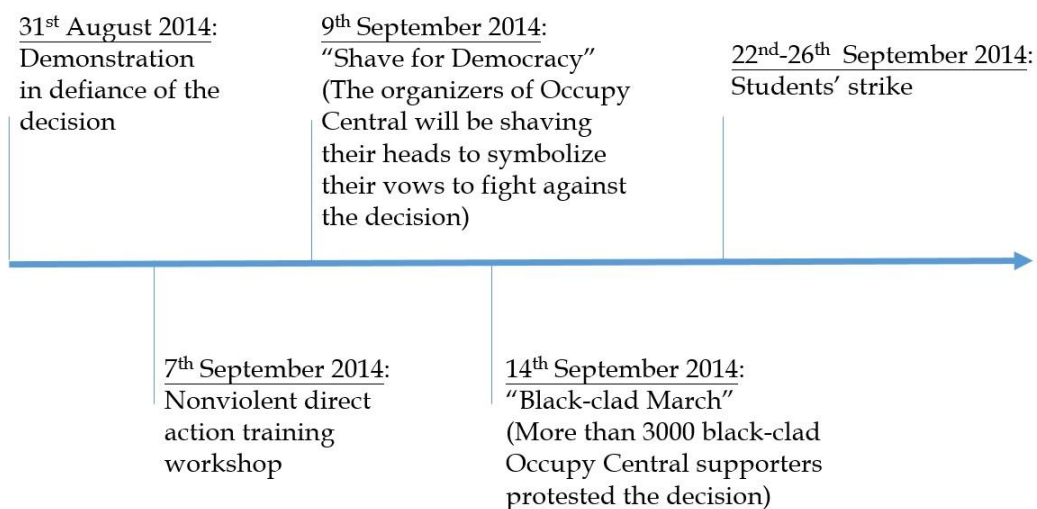 31st August 2014:
Demonstration
in defiance of the
decision
9th September 2014:
“Shave for Democracy”
(The organizers of Occupy
Central will be shaving
their heads to symbolize
their vows to fight against
the decision)
22nd-26th September 2014:
Students’ strike
7th September 2014:
Nonviolent direct
action training
workshop
14th September 2014:
“Black-clad March”
(More than 3000 black-clad
Occupy Central supporters
protested the decision)